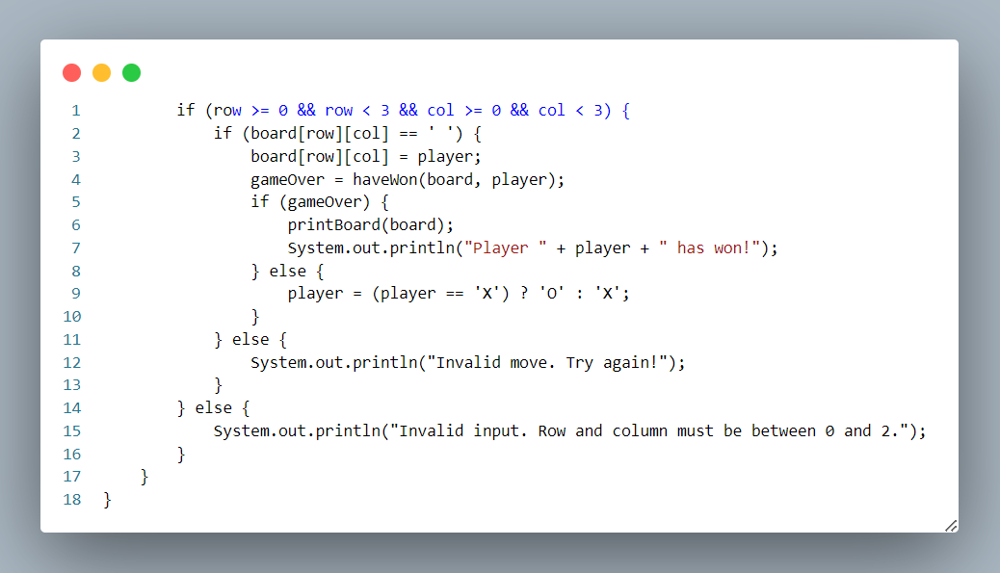 1          if (row >= 0 && row < 3 && col >= 0 && col < 3) {
2              if (board[row][col] == ' ') {
3                  board[row][col] = player;
4                  gameOver = haveWon(board, player);
5                  if (gameOver) {
6                      printBoard(board);
7                      System.out.println("Player " + player + " has won!");
8                  } else {
9                      player = (player == 'X') ? 'O' : 'X';
10                 }
11             } else {
12                 System.out.println("Invalid move. Try again!");
13             }
14         } else {
15             System.out.println("Invalid input. Row and column must be between 0 and 2.");
16         }
17     }
18 }